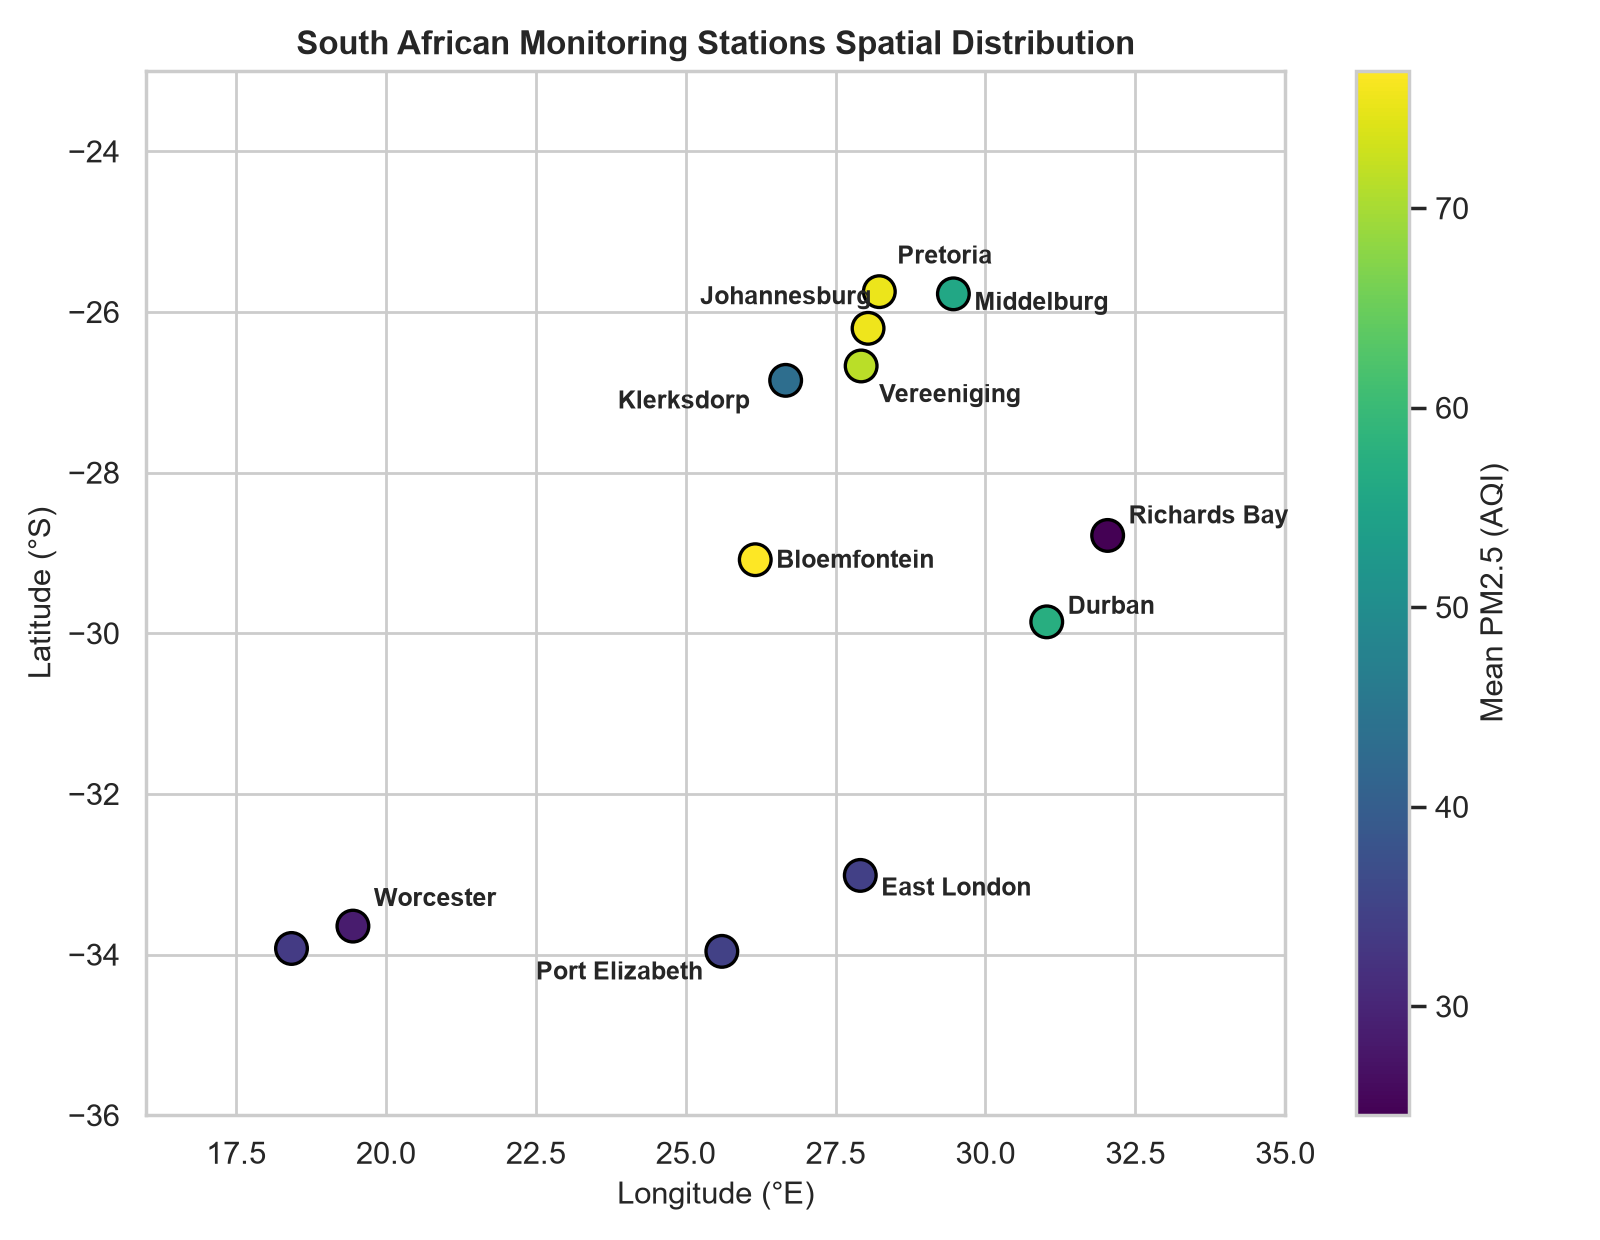 South African Monitoring Stations Spatial Distribution
−24
−26
−28
−30
−32
−34
−36
Latitude (°S)
Pretoria
Johannesburg
Middelburg
Klerksdorp
Vereeniging
Richards Bay
Bloemfontein
Durban
East London
Worcester
Port Elizabeth
17.5 20.0 22.5 25.0 27.5 30.0 32.5 35.0
Longitude (°E)
70
60
50
40
30
Mean PM2.5 (AQI)